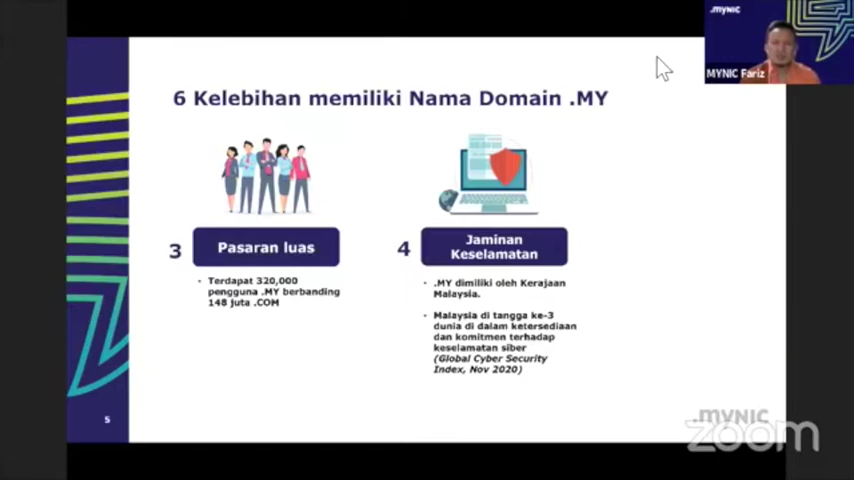 .MYNIC
MYNIC Fariz
6 Kelebihan memiliki Nama Domain .MY
3
Pasaran luas
- Terdapat 320,000
pengguna .MY berbanding
148 juta .COM
4
Jaminan
Keselamatan
- .MY dimiliki oleh Kerajaan
Malaysia.
- Malaysia di tangga ke-3
dunia di dalam ketersediaan
dan komitmen terhadap
keselamatan siber
(Global Cyber Security
Index, Nov 2020)
5
.MYNIC
zoom